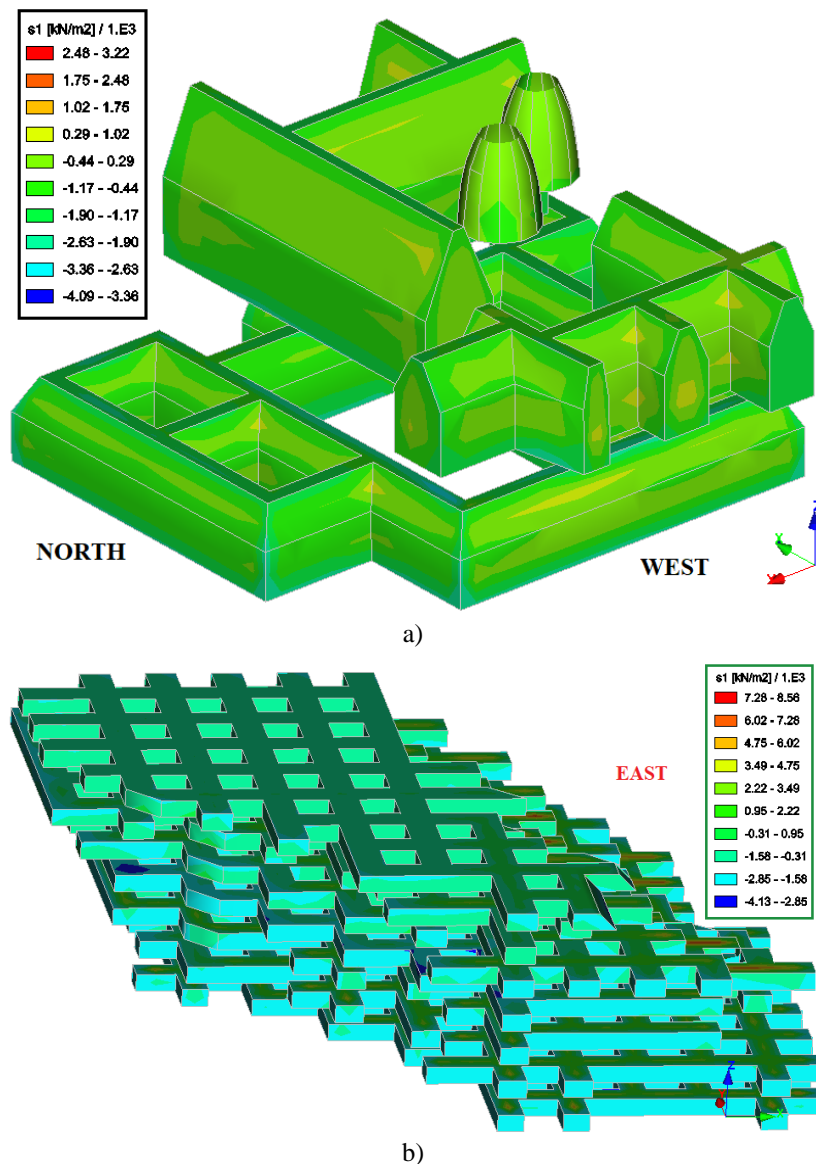 s1 [kN/m2] / 1.E3
2.48 - 3.22
1.75 - 2.48
1.02 - 1.75
0.29 - 1.02
-0.44 - 0.29
-1.17 - -0.44
-1.90 - -1.17
-2.63 - -1.90
-3.36 - -2.63
-4.09 - -3.36
NORTH
WEST
a)
s1 [kN/m2] / 1.E3
7.28 - 8.56
6.02 - 7.28
4.75 - 6.02
3.49 - 4.75
2.22 - 3.49
0.95 - 2.22
-0.31 - 0.95
-1.58 - -0.31
-2.85 - -1.58
-4.13 - -2.85
EAST
Z
X
b)